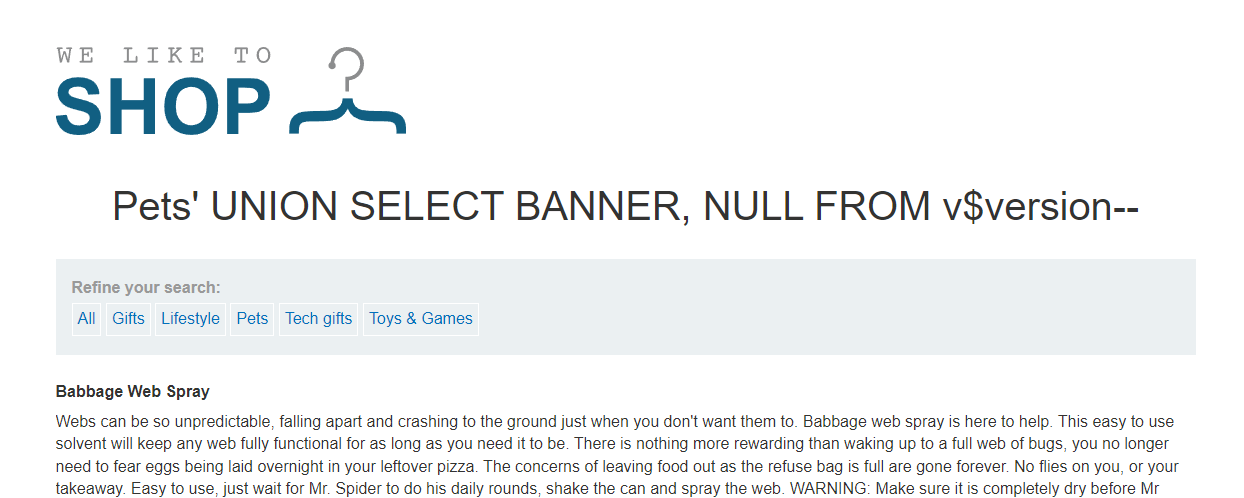 WE LIKE TO
SHOP
Pets' UNION SELECT BANNER, NULL FROM v$version--
Refine your search:
All Gifts Lifestyle Pets Tech gifts Toys & Games
Babbage Web Spray
Webs can be so unpredictable, falling apart and crashing to the ground just when you don't want them to. Babbage web spray is here to help. This easy to use
solvent will keep any web fully functional for as long as you need it to be. There is nothing more rewarding than waking up to a full web of bugs, you no longer
need to fear eggs being laid overnight in your leftover pizza. The concerns of leaving food out as the refuse bag is full are gone forever. No flies on you, or your
takeaway. Easy to use, just wait for Mr. Spider to do his daily rounds, shake the can and spray the web. WARNING: Make sure it is completely dry before Mr